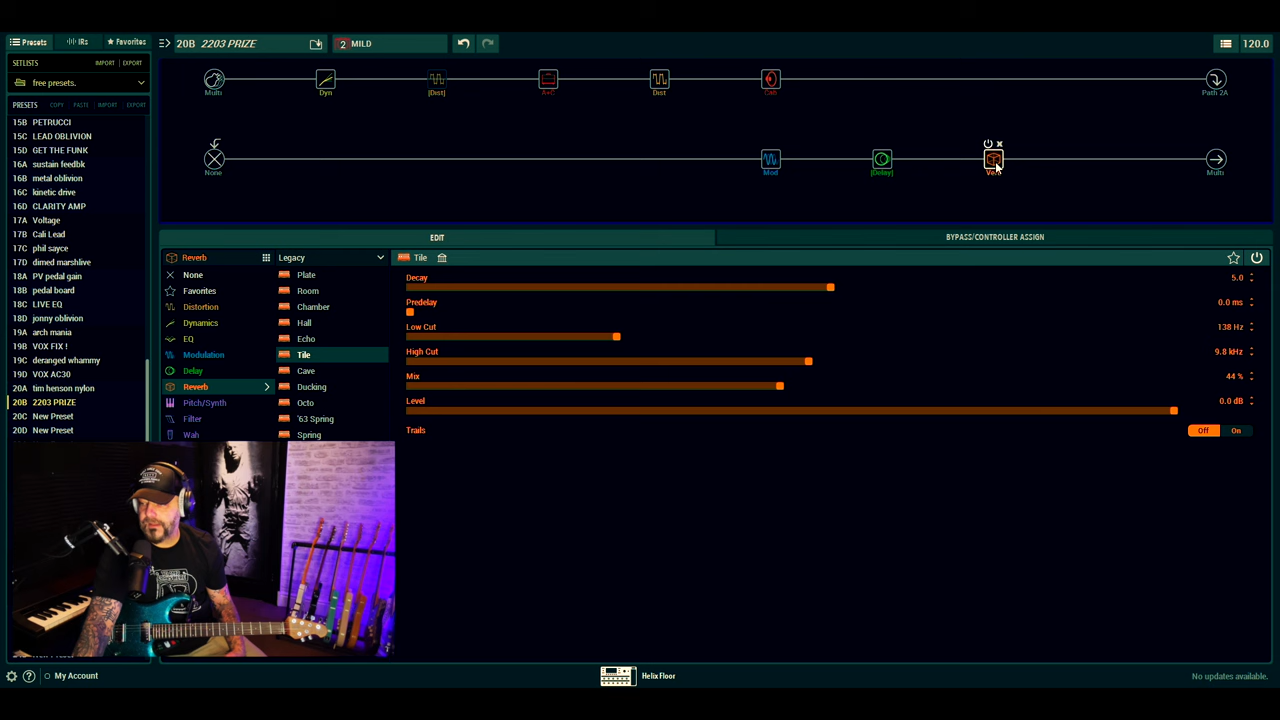 Presets IRs Favorites
20B 2203 PRIZE
2 MILD
120.0
SETLISTS IMPORT EXPORT
free presets.
PRESETS COPY PASTE IMPORT EXPORT
15B PETRUCCI
15C LEAD OBLIVION
15D GET THE FUNK
16A sustain feedbk
16B metal oblivion
16C kinetic drive
16D CLARITY AMP
17A Voltage
17B Cali Lead
17C phil sayce
17D dimed marshlive
18A PV pedal gain
18B pedal board
18C LIVE EQ
18D jonny oblivion
19A arch mania
19B VOX FIX !
19C deranged whammy
19D VOX AC30
20A tim henson nylon
20B 2203 PRIZE
20C New Preset
20D New Preset
Multi Dyn |Dist| A+C Dist Cab Path 2A
None Mod |Delay| Multi
EDIT
BYPASS/CONTROLLER ASSIGN
Reverb
None
Favorites
Distortion
Dynamics
EQ
Modulation
Delay
Reverb
Pitch/Synth
Filter
Wah
Legacy
Plate
Room
Chamber
Hall
Echo
Tile
Cave
Ducking
Octo
'63 Spring
Spring
Tile
Decay 5.0
Predelay 0.0 ms
Low Cut 138 Hz
High Cut 9.8 kHz
Mix 44 %
Level 0.0 dB
Trails Off On
? My Account
Helix Floor
No updates available.